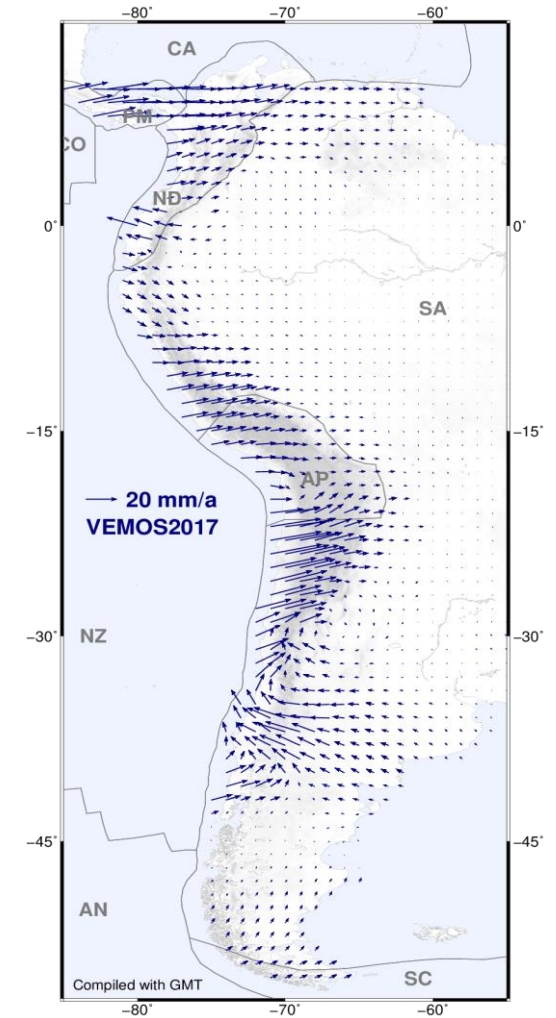 −80° −70° −60°
CA
PM
CO
ND
0° 0°
SA
−15° −15°
AP
20 mm/a
VEMOS2017
NZ
−30° −30°
−45° −45°
AN
SC
Compiled with GMT
−80° −70° −60°